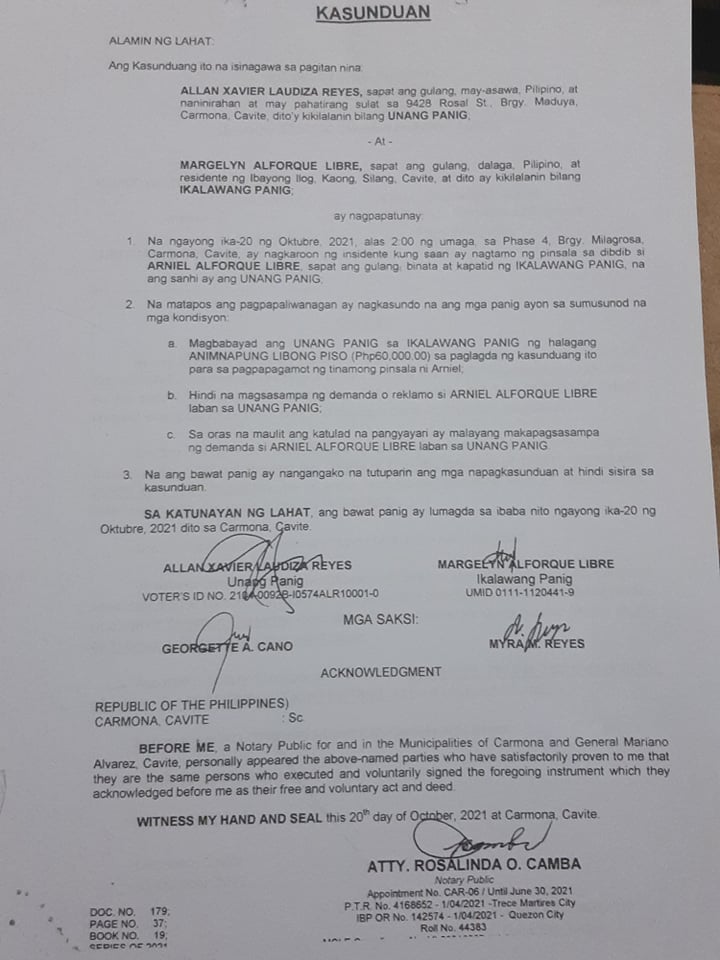 KASUNDUAN
ALAMIN NG LAHAT:
Ang Kasunduang ito na isinagawa sa pagitan nina:
ALLAN XAVIER LAUDIZA REYES, sapat ang gulang, may-asawa, Pilipino, at
naninirahan at may pahatirang sulat sa 9428 Rosal St., Brgy. Maduya,
Carmona, Cavite, dito'y kikilalanin bilang UNANG PANIG;
- At -
MARGELYN ALFORQUE LIBRE, sapat ang gulang, dalaga, Pilipino, at
residente ng Ibayong Ilog, Kaong, Silang, Cavite, at dito ay kikilalanin bilang
IKALAWANG PANIG;
ay nagpapatunay:
1. Na ngayong ika-20 ng Oktubre, 2021, alas 2:00 ng umaga, sa Phase 4, Brgy. Milagrosa,
Carmona, Cavite, ay nagkaroon ng insidente kung saan ay nagtamo ng pinsala sa dibdib si
ARNIEL ALFORQUE LIBRE, sapat ang gulang, binata at kapatid ng IKALAWANG PANIG, na
ang sanhi ay ang UNANG PANIG;
2. Na matapos ang pagpapaliwanagan ay nagkasundo na ang mga panig ayon sa sumusunod na
mga kondisyon:
a. Magbabayad ang UNANG PANIG sa IKALAWANG PANIG ng halagang
ANIMNAPUNG LIBONG PISO (Php60,000.00) sa paglagda ng kasunduang ito
para sa pagpapagamot ng tinamong pinsala ni Arniel;
b. Hindi na magsasampa ng demanda o reklamo si ARNIEL ALFORQUE LIBRE
laban sa UNANG PANIG;
c. Sa oras na maulit ang katulad na pangyayari ay malayang makapagsasampa
ng demanda si ARNIEL ALFORQUE LIBRE laban sa UNANG PANIG.
3. Na ang bawat panig ay nangangako na tutuparin ang mga napagkasunduan at hindi sisira sa
kasunduan.
SA KATUNAYAN NG LAHAT, ang bawat panig ay lumagda sa ibaba nito ngayong ika-20 ng
Oktubre, 2021 dito sa Carmona, Cavite.
ALLAN XAVIER LAUDIZA REYES MARGELYN ALFORQUE LIBRE
Unang Panig Ikalawang Panig
VOTER'S ID NO. UMID 0111-1120441-9
MGA SAKSI:
GEORGETTE A. CANO MYRA M. REYES
ACKNOWLEDGMENT
REPUBLIC OF THE PHILIPPINES)
CARMONA, CAVITE : Sc
BEFORE ME, a Notary Public for and in the Municipalities of Carmona and General Mariano
Alvarez, Cavite, personally appeared the above-named parties who have satisfactorily proven to me that
they are the same persons who executed and voluntarily signed the foregoing instrument which they
acknowledged before me as their free and voluntary act and deed.
WITNESS MY HAND AND SEAL this 20th day of October, 2021 at Carmona, Cavite.
ATTY. ROSALINDA O. CAMBA
Notary Public
Appointment No. CAR-06 / Until June 30, 2021
P.T.R. No. 4168652 - 1/04/2021 -Trece Martires City
IBP OR No. 142574 - 1/04/2021 - Quezon City
Roll No. 44383
DOC. NO. 179;
PAGE NO. 37;
BOOK NO. 19;
SERIES OF 2021